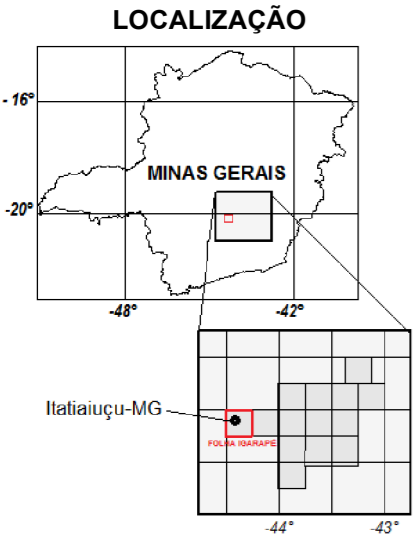 LOCALIZAÇÃO
-16°
MINAS GERAIS
-20°
-48° -42°
Itatiaiuçu-MG
FOLHA IGARAPÉ
-44° -43°